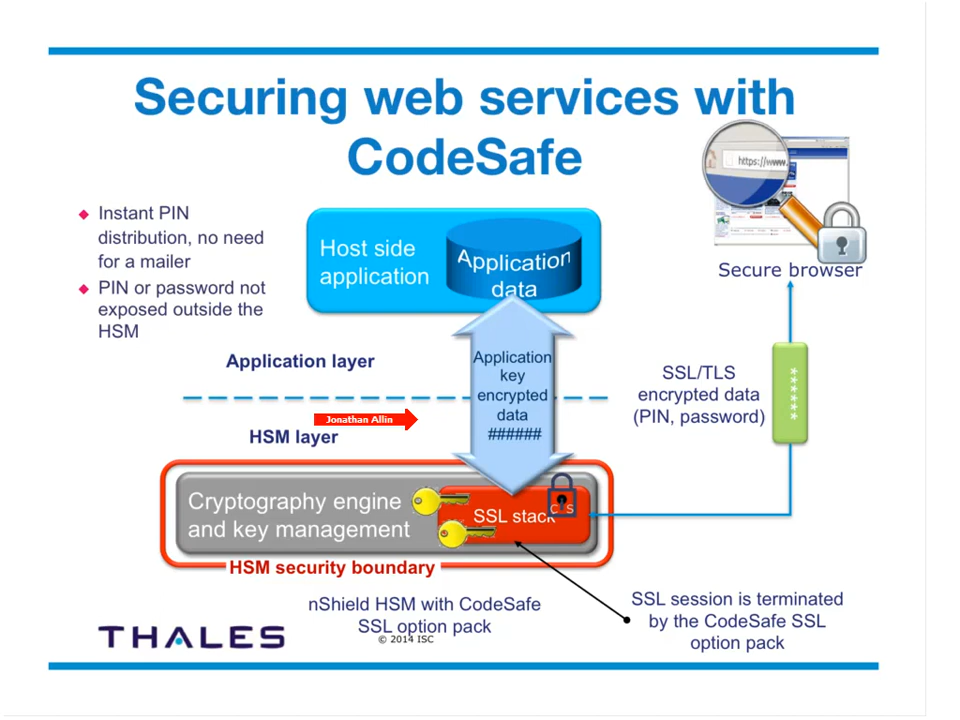 Securing web services with
CodeSafe
Instant PIN
distribution, no need
for a mailer
PIN or password not
exposed outside the
HSM
Host side
application
Application
data
https://www.
Secure browser
Application layer
Application
key
encrypted
data
######
SSL/TLS
encrypted data
(PIN, password)
******
Jonathan Allin
HSM layer
Cryptography engine
and key management
SSL stack
HSM security boundary
nShield HSM with CodeSafe
SSL option pack
© 2014 ISC
SSL session is terminated
by the CodeSafe SSL
option pack
THALES